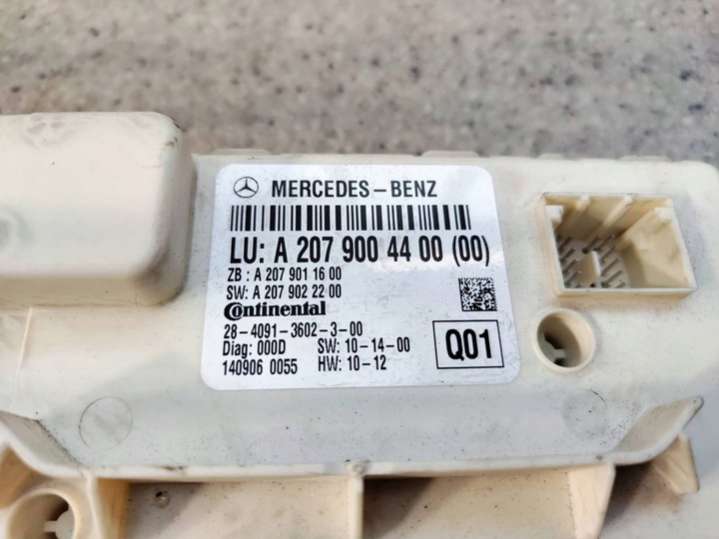 MERCEDES-BENZ
LU: A 207 900 44 00 (00)
ZB : A 207 901 16 00
SW: A 207 902 22 00
Continental
28-4091-3602-3-00
Diag: 000D SW: 10-14-00
140906 0055 HW: 10-12
Q01